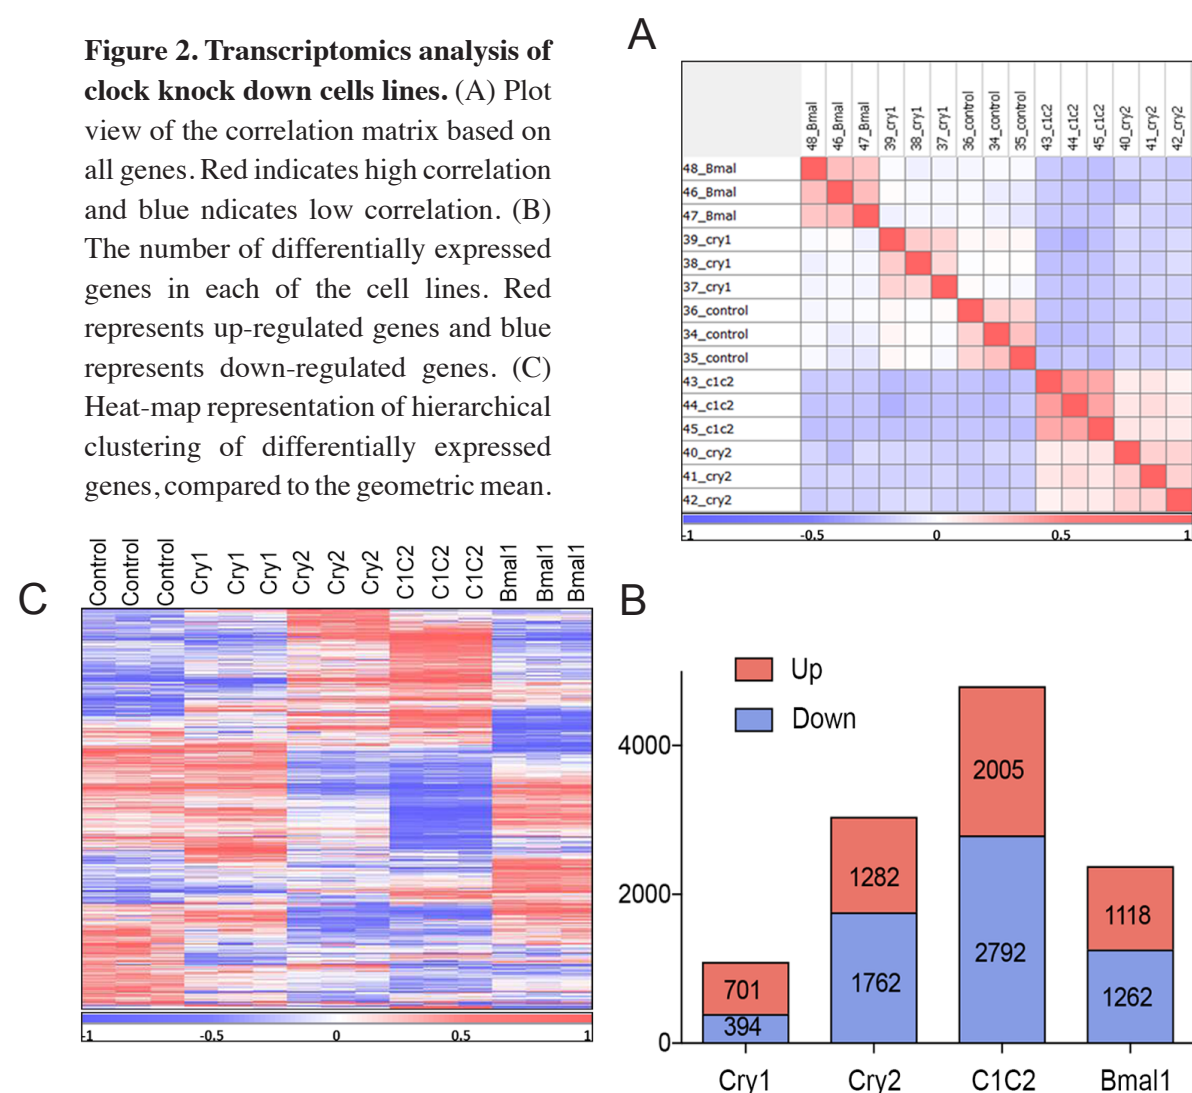 Figure 2. Transcriptomics analysis of
clock knock down cells lines. (A) Plot
view of the correlation matrix based on
all genes. Red indicates high correlation
and blue ndicates low correlation. (B)
The number of differentially expressed
genes in each of the cell lines. Red
represents up-regulated genes and blue
represents down-regulated genes. (C)
Heat-map representation of hierarchical
clustering of differentially expressed
genes, compared to the geometric mean.
A
48_Bmal 46_Bmal 47_Bmal 39_cry1 38_cry1 37_cry1 36_control 34_control 35_control 43_c1c2 44_c1c2 45_c1c2 40_cry2 41_cry2 42_cry2
48_Bmal
46_Bmal
47_Bmal
39_cry1
38_cry1
37_cry1
36_control
34_control
35_control
43_c1c2
44_c1c2
45_c1c2
40_cry2
41_cry2
42_cry2
-1 -0.5 0 0.5 1
C
Control Control Control Cry1 Cry1 Cry1 Cry2 Cry2 Cry2 C1C2 C1C2 C1C2 Bmal1 Bmal1 Bmal1
-1 -0.5 0 0.5 1
B
Up
Down
4000
2000
0
701
394
1282
1762
2005
2792
1118
1262
Cry1 Cry2 C1C2 Bmal1